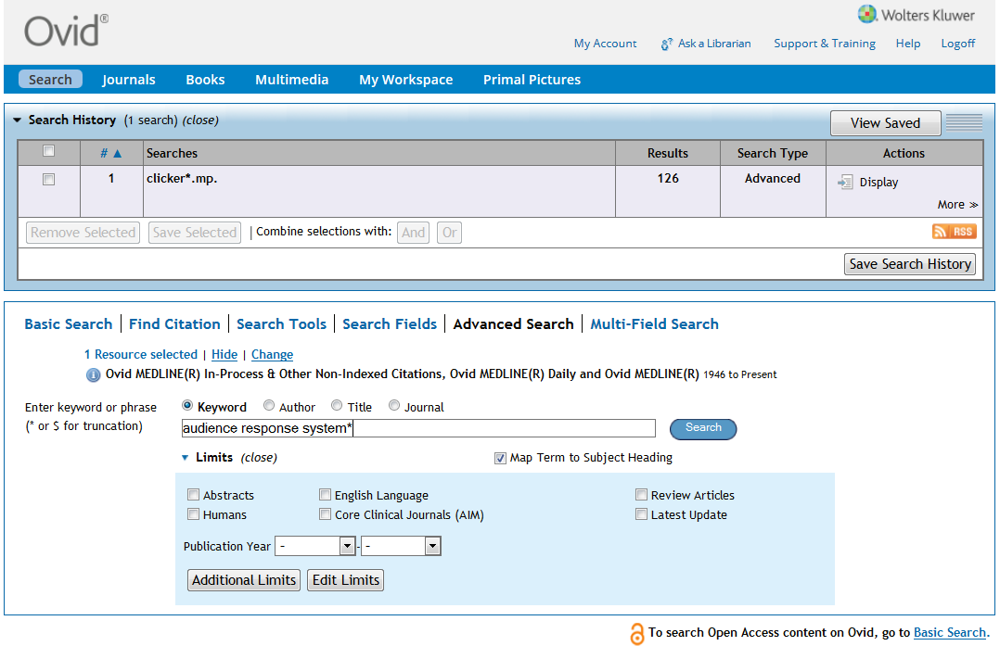 Ovid®
Wolters Kluwer
My Account Ask a Librarian Support & Training Help Logoff
Search Journals Books Multimedia My Workspace Primal Pictures
Search History (1 search) (close)
View Saved
# ▲ Searches Results Search Type Actions
1 clicker*.mp. 126 Advanced Display
More ≫
Remove Selected Save Selected | Combine selections with: And Or
RSS
Save Search History
Basic Search | Find Citation | Search Tools | Search Fields | Advanced Search | Multi-Field Search
1 Resource selected | Hide | Change
i Ovid MEDLINE(R) In-Process & Other Non-Indexed Citations, Ovid MEDLINE(R) Daily and Ovid MEDLINE(R) 1946 to Present
Enter keyword or phrase
(* or $ for truncation)
Keyword Author Title Journal
audience response system*
Search
Limits (close)
Map Term to Subject Heading
Abstracts English Language Review Articles
Humans Core Clinical Journals (AIM) Latest Update
Publication Year - - -
Additional Limits Edit Limits
To search Open Access content on Ovid, go to Basic Search.